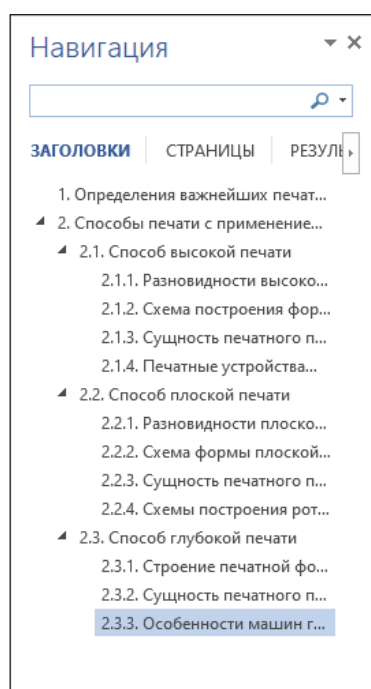 Навигация
ЗАГОЛОВКИ СТРАНИЦЫ РЕЗУЛЬ
1. Определения важнейших печат...
2. Способы печати с применение...
2.1. Способ высокой печати
2.1.1. Разновидности высоко...
2.1.2. Схема построения фор...
2.1.3. Сущность печатного п...
2.1.4. Печатные устройства...
2.2. Способ плоской печати
2.2.1. Разновидности плоско...
2.2.2. Схема формы плоской...
2.2.3. Сущность печатного п...
2.2.4. Схемы построения рот...
2.3. Способ глубокой печати
2.3.1. Строение печатной фо...
2.3.2. Сущность печатного п...
2.3.3. Особенности машин г...